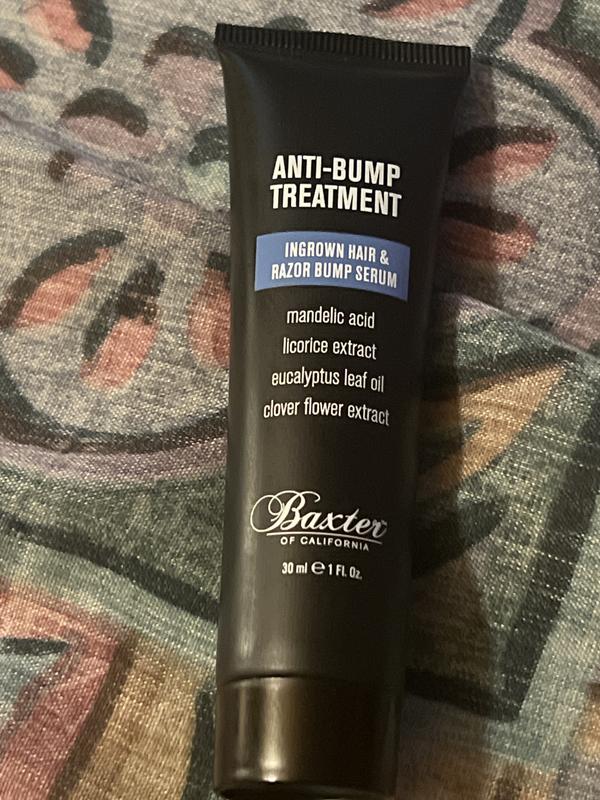 ANTI-BUMP
TREATMENT
INGROWN HAIR &
RAZOR BUMP SERUM
mandelic acid
licorice extract
eucalyptus leaf oil
clover flower extract
Baxter™
OF CALIFORNIA
30 ml ℮ 1 Fl. Oz.